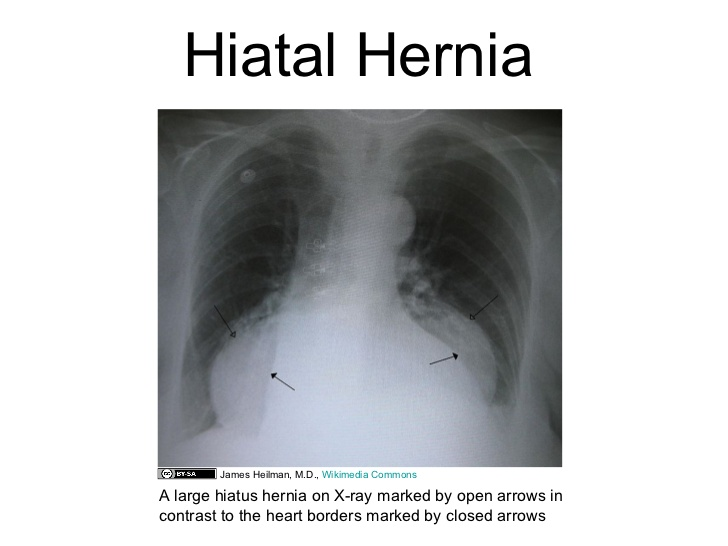 Hiatal Hernia
BY-SA
James Heilman, M.D., Wikimedia Commons
A large hiatus hernia on X-ray marked by open arrows in
contrast to the heart borders marked by closed arrows